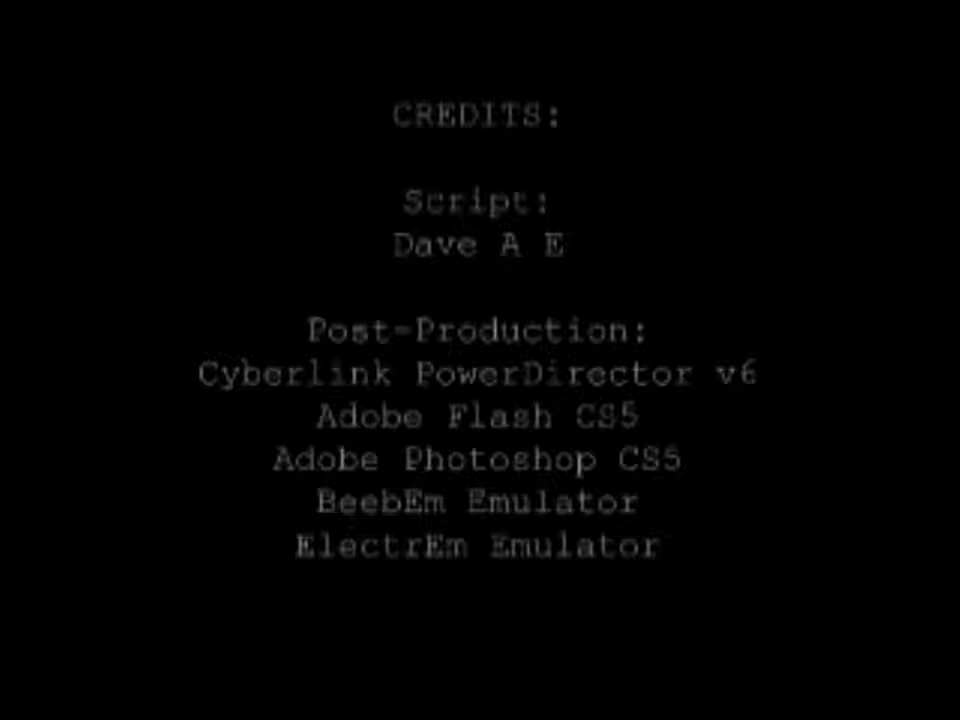 CREDITS:
Script:
Dave A E
Post-Production:
Cyberlink PowerDirector v6
Adobe Flash CS5
Adobe Photoshop CS5
BeebEm Emulator
ElectrEm Emulator